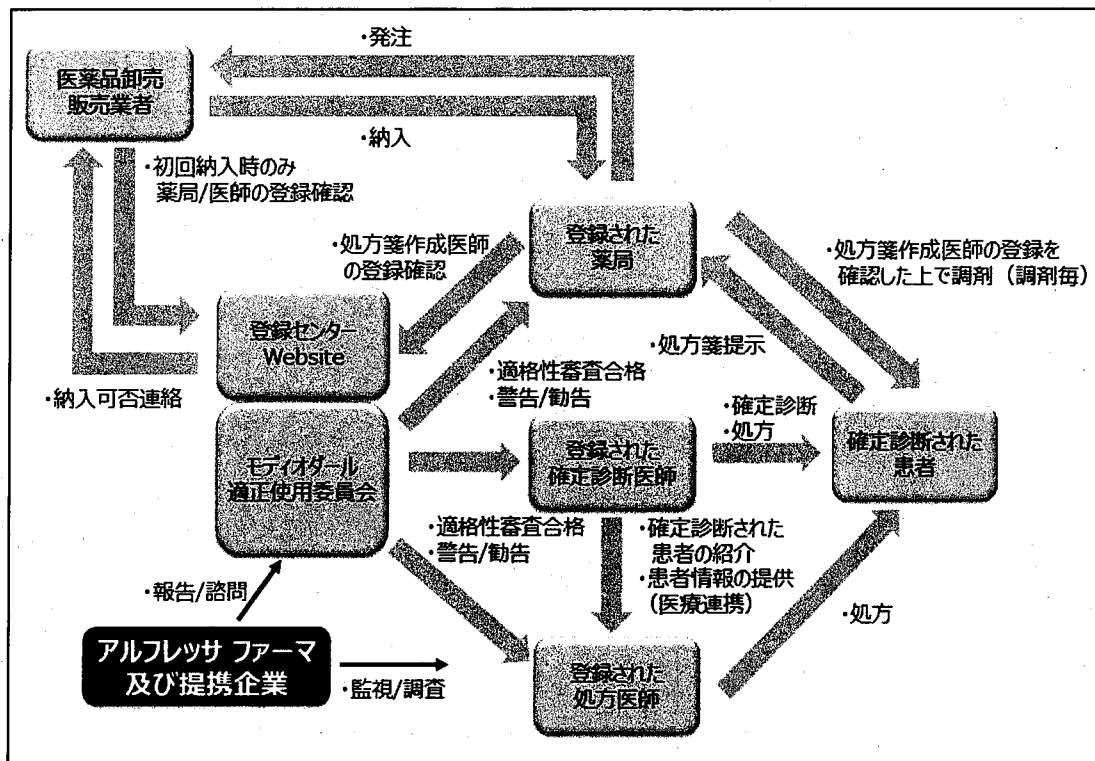 ・発注
医薬品卸売
販売業者
・納入
・初回納入時のみ
薬局/医師の登録確認
・処方箋作成医師
の登録確認
登録された
薬局
・処方箋作成医師の登録を
確認した上で調剤（調剤毎）
登録センター
Website
・処方箋提示
・納入可否連絡
・適格性審査合格
・警告/勧告
・確定診断
・処方
モディオダール
適正使用委員会
登録された
確定診断医師
確定診断された
患者
・適格性審査合格
・警告/勧告
・確定診断された
患者の紹介
・患者情報の提供
（医療連携）
・報告/諮問
・処方
アルフレッサ ファーマ
及び提携企業
・監視/調査
登録された
処方医師